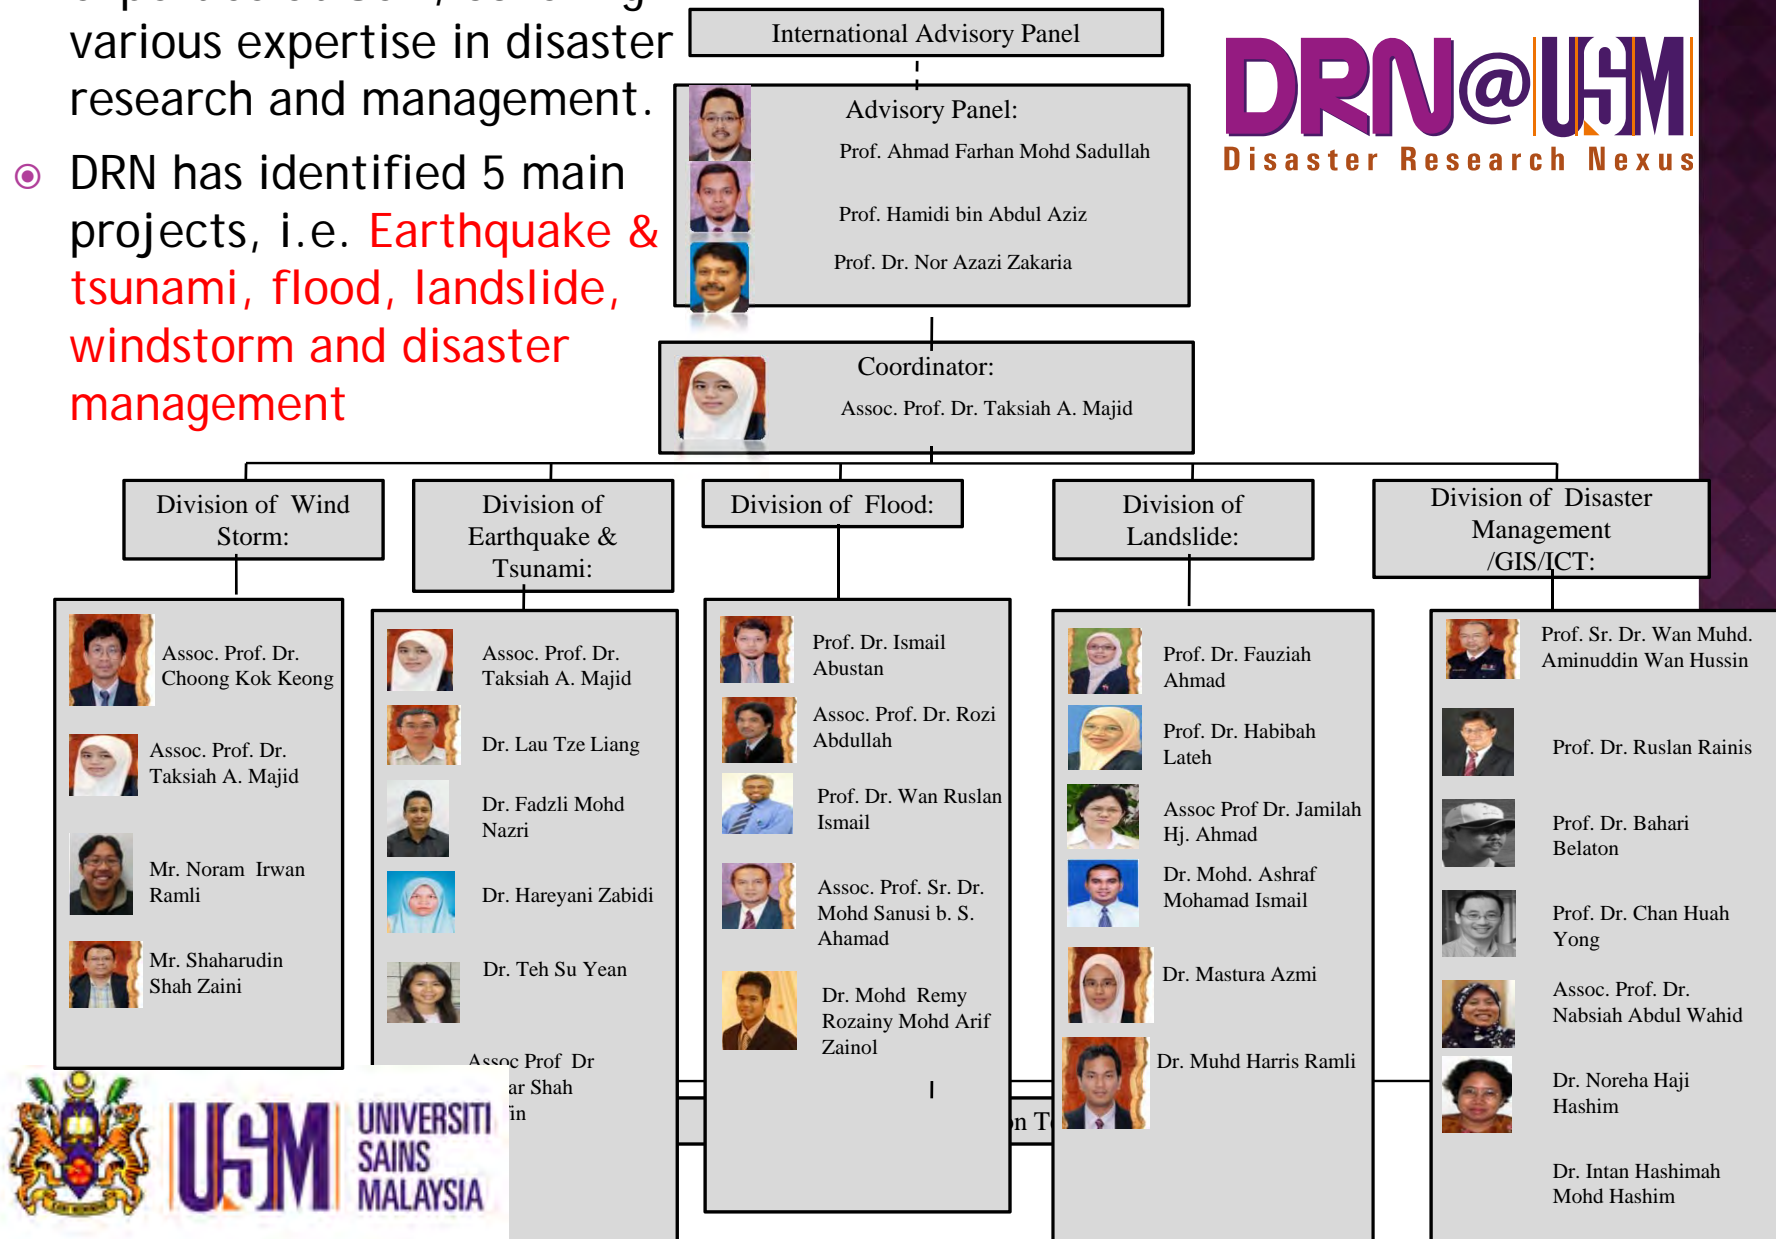 various expertise in disaster
research and management.
DRN has identified 5 main
projects, i.e. Earthquake &
tsunami, flood, landslide,
windstorm and disaster
management
International Advisory Panel
Advisory Panel:
Prof. Ahmad Farhan Mohd Sadullah
Prof. Hamidi bin Abdul Aziz
Prof. Dr. Nor Azazi Zakaria
DRN@USM
Disaster Research Nexus
Coordinator:
Assoc. Prof. Dr. Taksiah A. Majid
Division of Wind
Storm:
Assoc. Prof. Dr.
Choong Kok Keong
Assoc. Prof. Dr.
Taksiah A. Majid
Mr. Noram Irwan
Ramli
Mr. Shaharudin
Shah Zaini
Division of
Earthquake &
Tsunami:
Assoc. Prof. Dr.
Taksiah A. Majid
Dr. Lau Tze Liang
Dr. Fadzli Mohd
Nazri
Dr. Hareyani Zabidi
Dr. Teh Su Yean
Assoc Prof Dr
Shah
Division of Flood:
Prof. Dr. Ismail
Abustan
Assoc. Prof. Dr. Rozi
Abdullah
Prof. Dr. Wan Ruslan
Ismail
Assoc. Prof. Sr. Dr.
Mohd Sanusi b. S.
Ahamad
Dr. Mohd Remy
Rozainy Mohd Arif
Zainol
Division of
Landslide:
Prof. Dr. Fauziah
Ahmad
Prof. Dr. Habibah
Lateh
Assoc Prof Dr. Jamilah
Hj. Ahmad
Dr. Mohd. Ashraf
Mohamad Ismail
Dr. Mastura Azmi
Dr. Muhd Harris Ramli
Division of Disaster
Management
/GIS/ICT:
Prof. Sr. Dr. Wan Muhd.
Aminuddin Wan Hussin
Prof. Dr. Ruslan Rainis
Prof. Dr. Bahari
Belaton
Prof. Dr. Chan Huah
Yong
Assoc. Prof. Dr.
Nabsiah Abdul Wahid
Dr. Noreha Haji
Hashim
Dr. Intan Hashimah
Mohd Hashim
USM
UNIVERSITI
SAINS
MALAYSIA